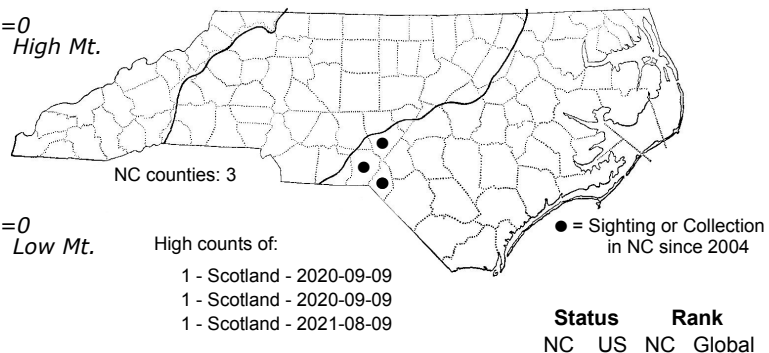 =0
High Mt.
NC counties: 3
=0
Low Mt.
High counts of:
1 - Scotland - 2020-09-09
1 - Scotland - 2020-09-09
1 - Scotland - 2021-08-09
● = Sighting or Collection
in NC since 2004
Status Rank
NC US NC Global